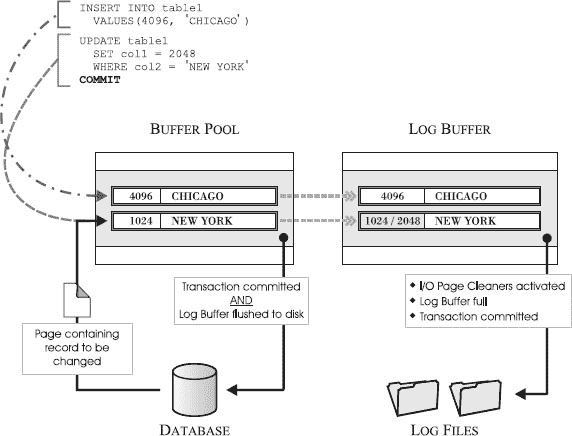 INSERT INTO table1
VALUES(4096, 'CHICAGO')
UPDATE table1
SET col1 = 2048
WHERE col2 = 'NEW YORK'
COMMIT
BUFFER POOL
LOG BUFFER
4096 CHICAGO
4096 CHICAGO
1024 NEW YORK
1024 / 2048 NEW YORK
Transaction committed
AND
Log Buffer flushed to disk
◆ I/O Page Cleaners activated
◆ Log Buffer full
◆ Transaction committed
Page containing
record to be
changed
DATABASE
LOG FILES